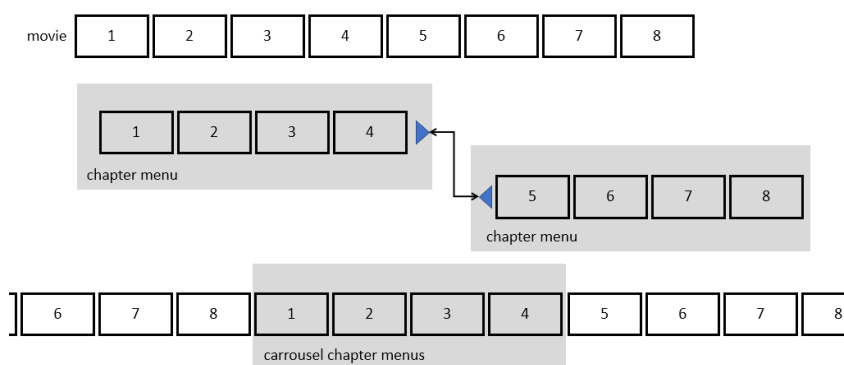 movie 1 2 3 4 5 6 7 8
1 2 3 4
chapter menu
5 6 7 8
chapter menu
6 7 8 1 2 3 4 5 6 7 8
carrousel chapter menus